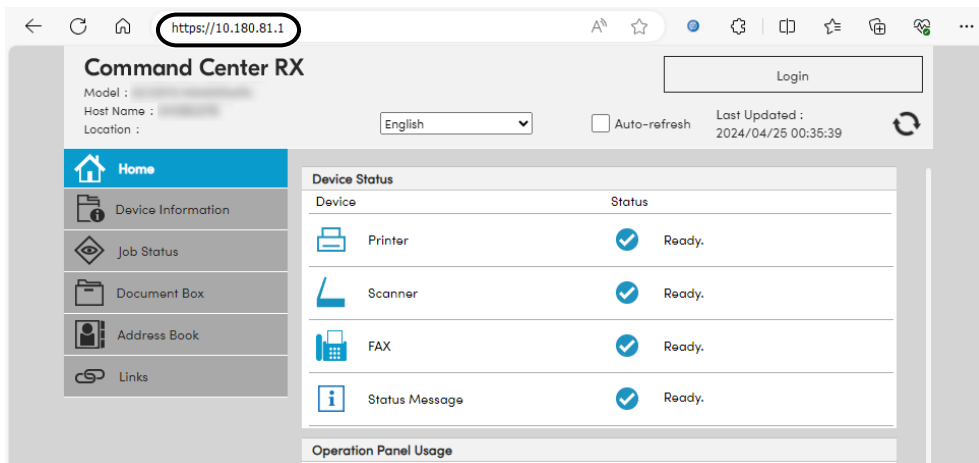 https://10.180.81.1
Command Center RX
Login
Model :
Host Name :
Location :
English
Auto-refresh
Last Updated :
2024/04/25 00:35:39
Home
Device Information
Job Status
Document Box
Address Book
Links
Device Status
Device Status
Printer Ready.
Scanner Ready.
FAX Ready.
Status Message Ready.
Operation Panel Usage